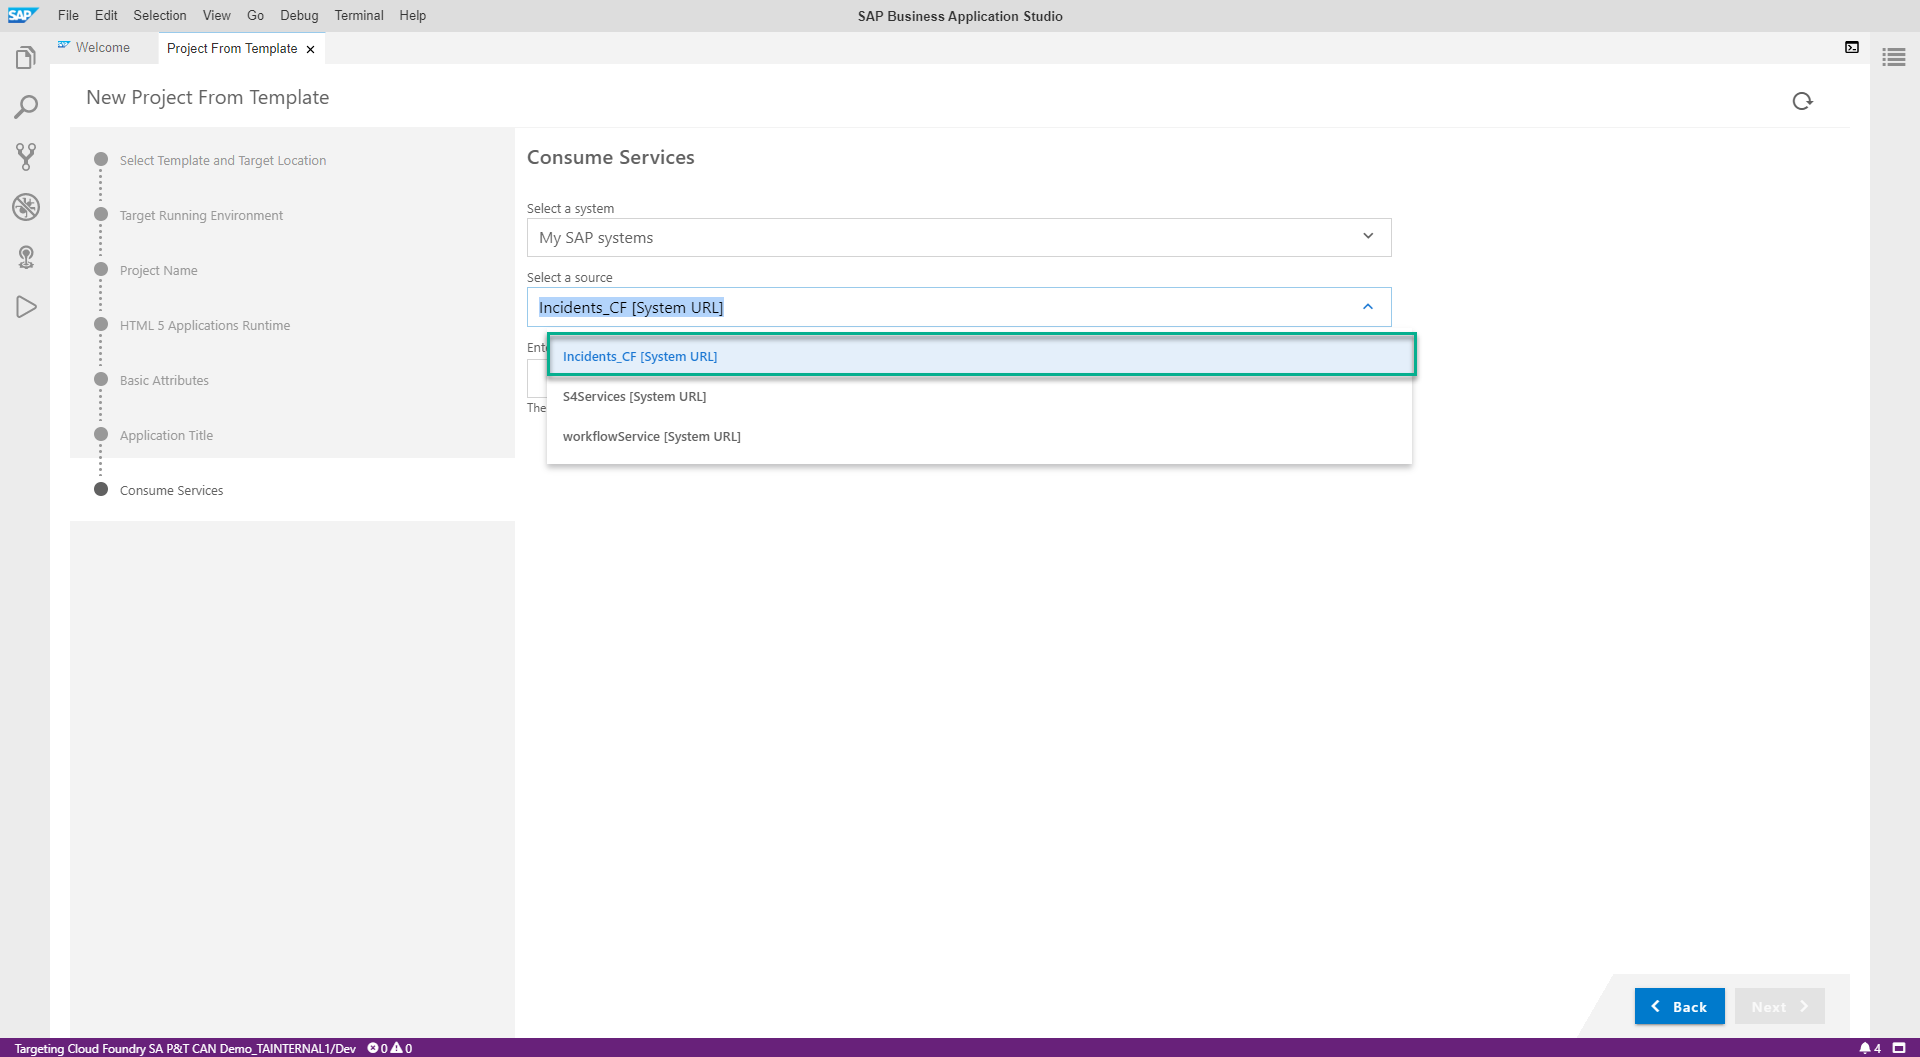 SAP File Edit Selection View Go Debug Terminal Help SAP Business Application Studio
SAP Welcome Project From Template
New Project From Template
Select Template and Target Location
Target Running Environment
Project Name
HTML 5 Applications Runtime
Basic Attributes
Application Title
Consume Services
Consume Services
Select a system
My SAP systems
Select a source
Incidents_CF [System URL]
Incidents_CF [System URL]
The
S4Services [System URL]
workflowService [System URL]
Back Next
Targeting Cloud Foundry SA P&T CAN Demo_TAINTERNAL1/Dev 0 0 4